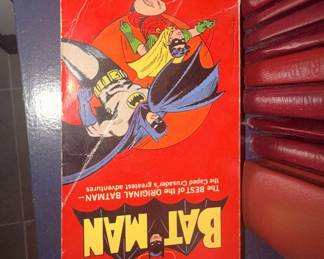 BATMAN
The BEST of the ORIGINAL BATMAN—
the Caped Crusader's greatest adventures